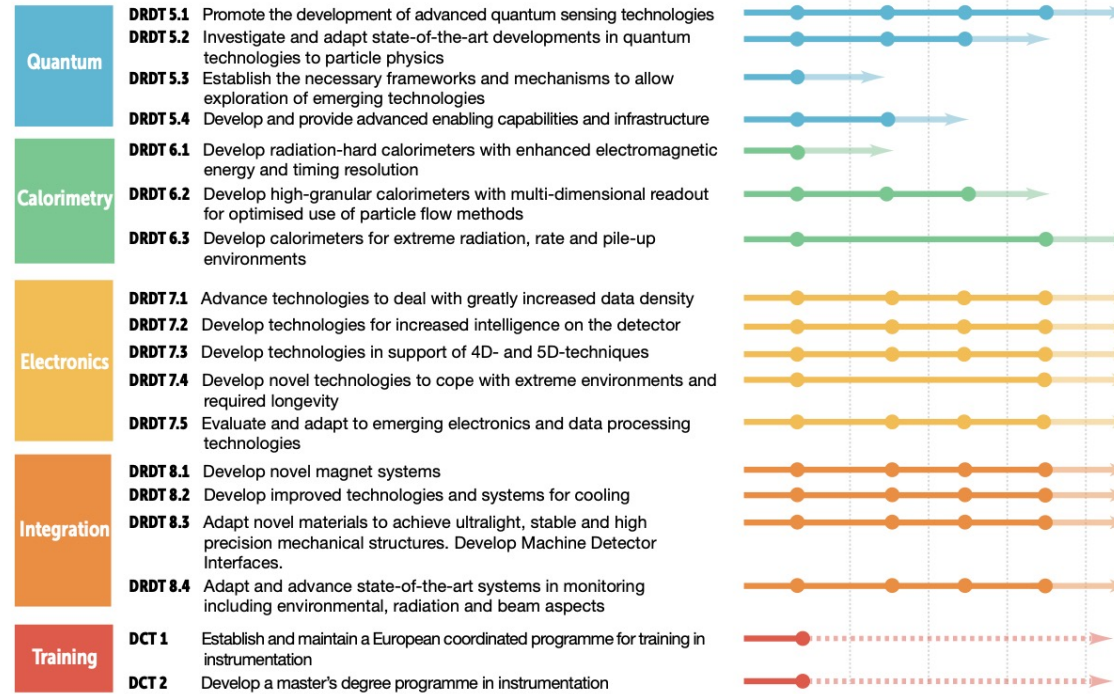 Quantum
DRDT 5.1 Promote the development of advanced quantum sensing technologies
DRDT 5.2 Investigate and adapt state-of-the-art developments in quantum
technologies to particle physics
DRDT 5.3 Establish the necessary frameworks and mechanisms to allow
exploration of emerging technologies
DRDT 5.4 Develop and provide advanced enabling capabilities and infrastructure
Calorimetry
DRDT 6.1 Develop radiation-hard calorimeters with enhanced electromagnetic
energy and timing resolution
DRDT 6.2 Develop high-granular calorimeters with multi-dimensional readout
for optimised use of particle flow methods
DRDT 6.3 Develop calorimeters for extreme radiation, rate and pile-up
environments
Electronics
DRDT 7.1 Advance technologies to deal with greatly increased data density
DRDT 7.2 Develop technologies for increased intelligence on the detector
DRDT 7.3 Develop technologies in support of 4D- and 5D-techniques
DRDT 7.4 Develop novel technologies to cope with extreme environments and
required longevity
DRDT 7.5 Evaluate and adapt to emerging electronics and data processing
technologies
Integration
DRDT 8.1 Develop novel magnet systems
DRDT 8.2 Develop improved technologies and systems for cooling
DRDT 8.3 Adapt novel materials to achieve ultralight, stable and high
precision mechanical structures. Develop Machine Detector
Interfaces.
DRDT 8.4 Adapt and advance state-of-the-art systems in monitoring
including environmental, radiation and beam aspects
Training
DCT 1 Establish and maintain a European coordinated programme for training in
instrumentation
DCT 2 Develop a master's degree programme in instrumentation